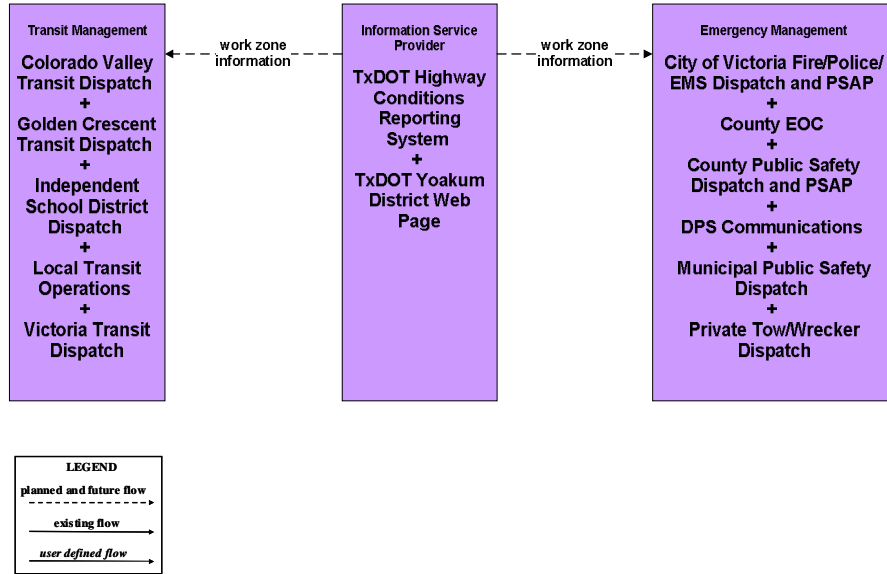 Transit Management
Colorado Valley
Transit Dispatch
+
Golden Crescent
Transit Dispatch
+
Independent
School District
Dispatch
+
Local Transit
Operations
+
Victoria Transit
Dispatch
work zone
information
Information Service
Provider
TxDOT Highway
Conditions
Reporting
System
+
TxDOT Yoakum
District Web
Page
work zone
information
Emergency Management
City of Victoria Fire/Police/
EMS Dispatch and PSAP
+
County EOC
+
County Public Safety
Dispatch and PSAP
+
DPS Communications
+
Municipal Public Safety
Dispatch
+
Private Tow/Wrecker
Dispatch
LEGEND
planned and future flow
existing flow
user defined flow